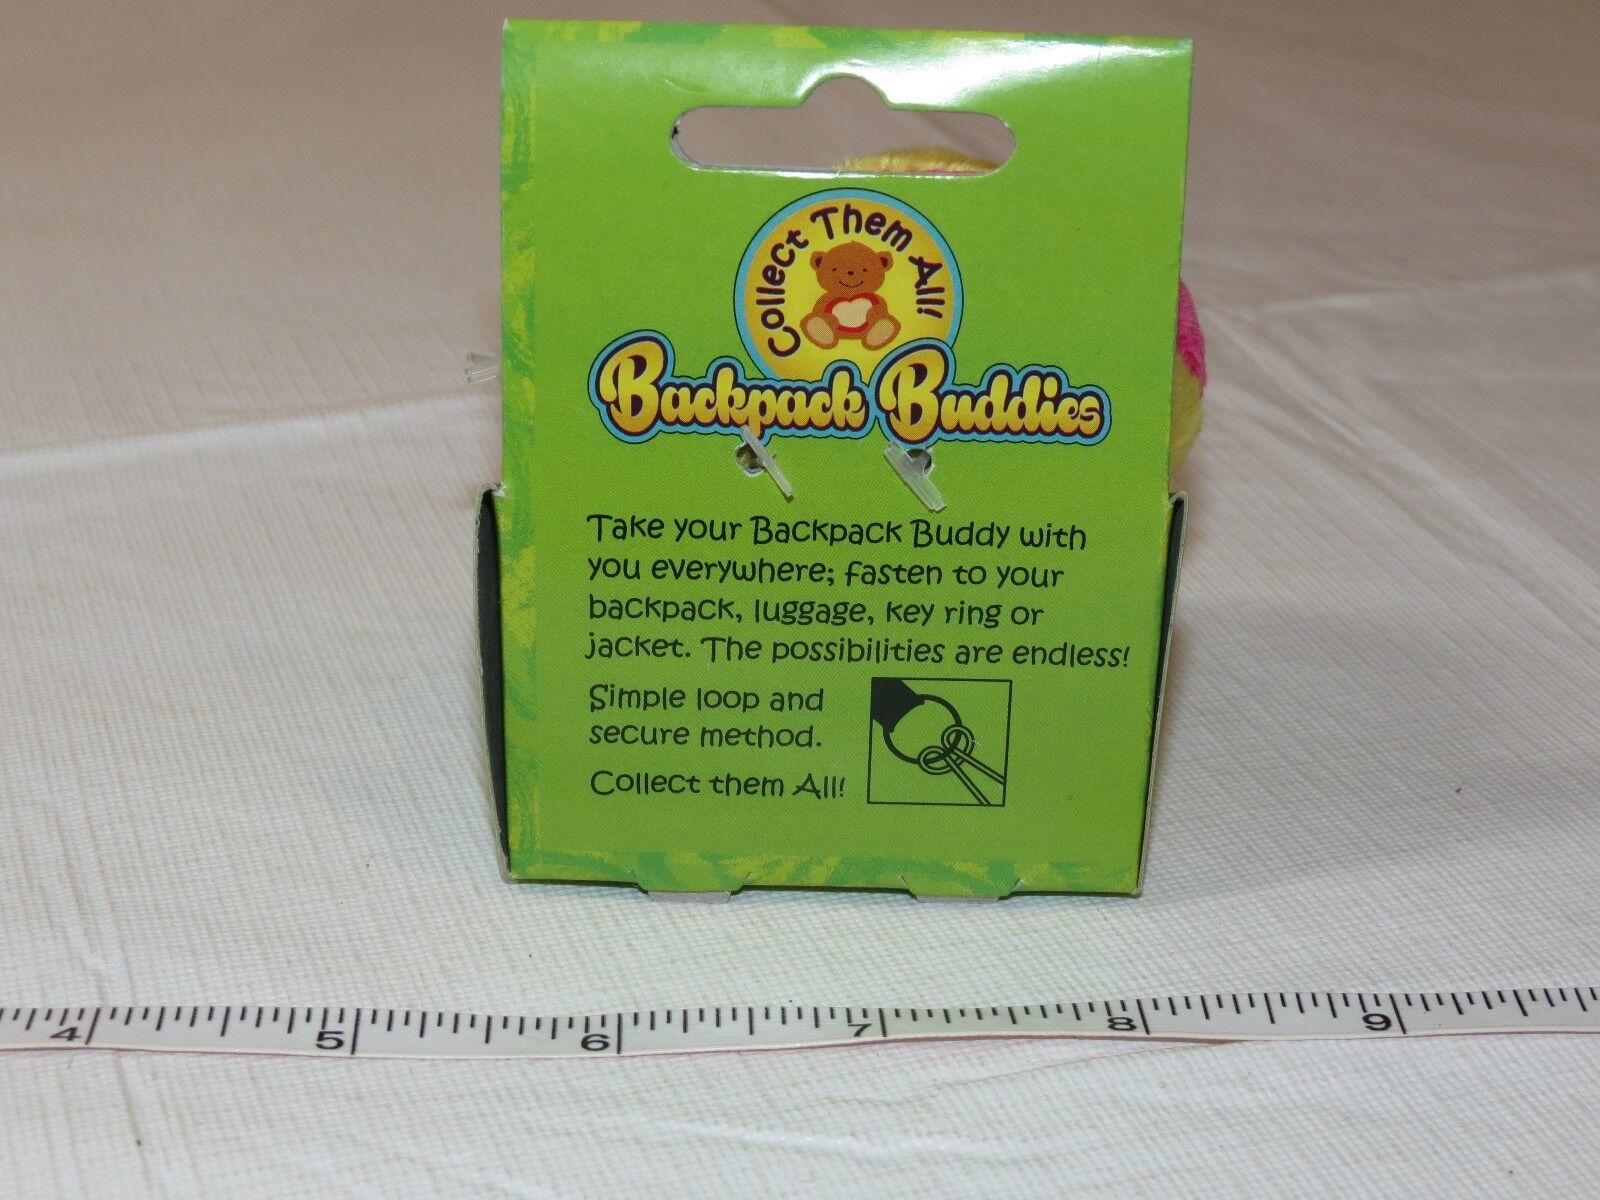 Collect Them All!
Backpack Buddies
Take your Backpack Buddy with
you everywhere; fasten to your
backpack, luggage, key ring or
jacket. The possibilities are endless!
Simple loop and
secure method.
Collect them All!
4 5 6 7 8 9